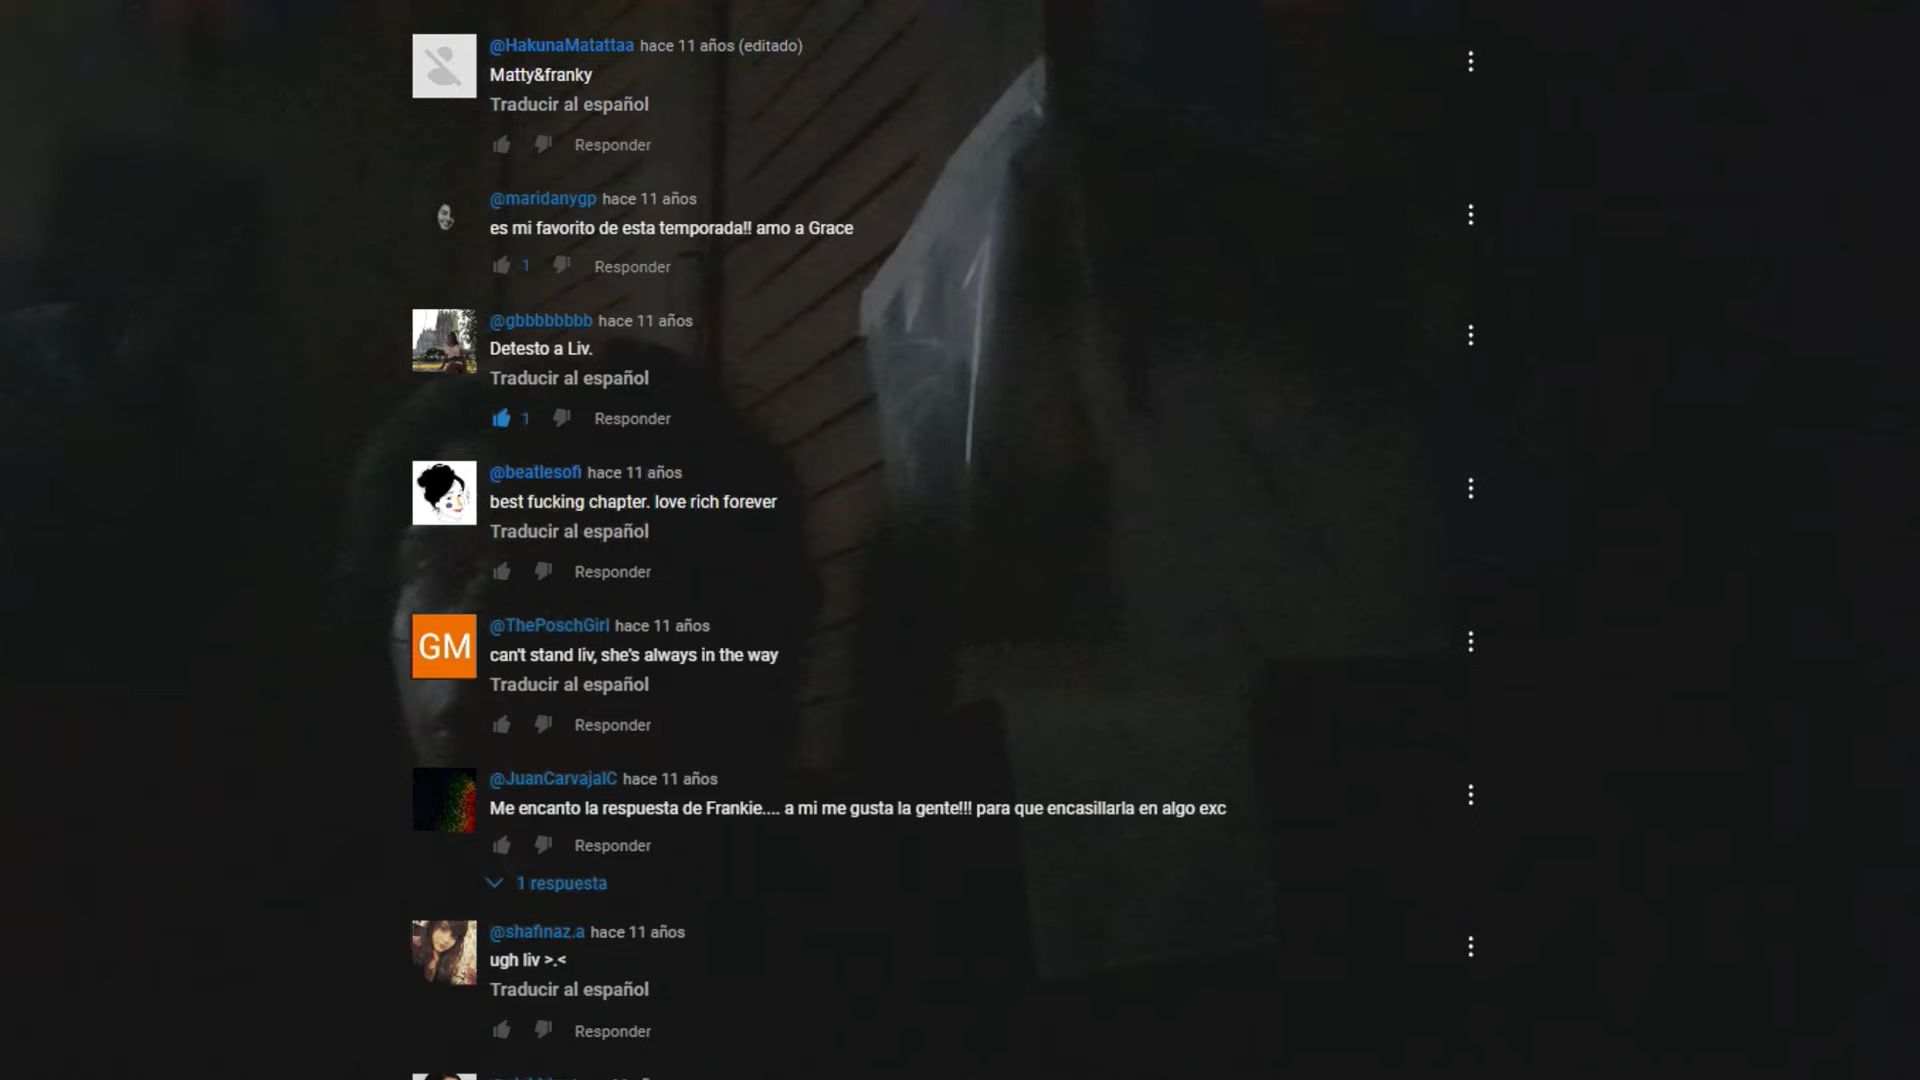 @HakunaMatattaa hace 11 años (editado)
Matty&franky
Traducir al español
Responder
@maridanygp hace 11 años
es mi favorito de esta temporada!! amo a Grace
1 Responder
@gbbbbbbbb hace 11 años
Detesto a Liv.
Traducir al español
1 Responder
@beatlesofi hace 11 años
best fucking chapter. love rich forever
Traducir al español
Responder
GM
@ThePoschGirl hace 11 años
can't stand liv, she's always in the way
Traducir al español
Responder
@JuanCarvajalC hace 11 años
Me encanto la respuesta de Frankie.... a mi me gusta la gente!!! para que encasillarla en algo exc
Responder
1 respuesta
@shafinaz.a hace 11 años
ugh liv >.<
Traducir al español
Responder